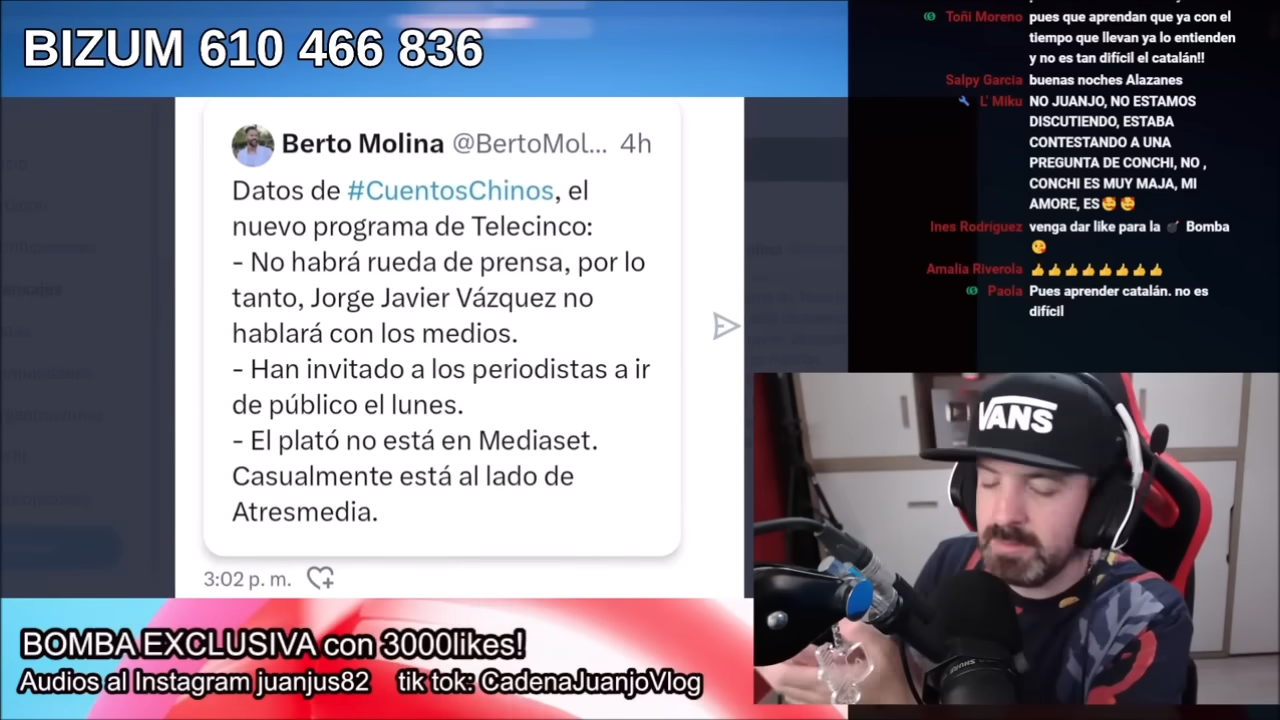 BIZUM 610 466 836
Berto Molina @BertoMol... 4h
Datos de #CuentosChinos, el
nuevo programa de Telecinco:
- No habrá rueda de prensa, por lo
tanto, Jorge Javier Vázquez no
hablará con los medios.
- Han invitado a los periodistas a ir
de público el lunes.
- El plató no está en Mediaset.
Casualmente está al lado de
Atresmedia.
3:02 p. m.
BOMBA EXCLUSIVA con 3000likes!
Audios al Instagram juanjus82 tik tok: CadenaJuanjoVlog
Toñi Moreno pues que aprendan que ya con el
tiempo que llevan ya lo entienden
y no es tan difícil el catalán!!
Salpy Garcia buenas noches Alazanes
L' Miku NO JUANJO, NO ESTAMOS
DISCUTIENDO, ESTABA
CONTESTANDO A UNA
PREGUNTA DE CONCHI, NO ,
CONCHI ES MUY MAJA, MI
AMORE, ES🥰 🥰
Ines Rodríguez venga dar like para la 💣 Bomba
😘
Amalia Riverola 👍👍👍👍👍👍👍👍
Paola Pues aprender catalán. no es
difícil
VANS
SHURE